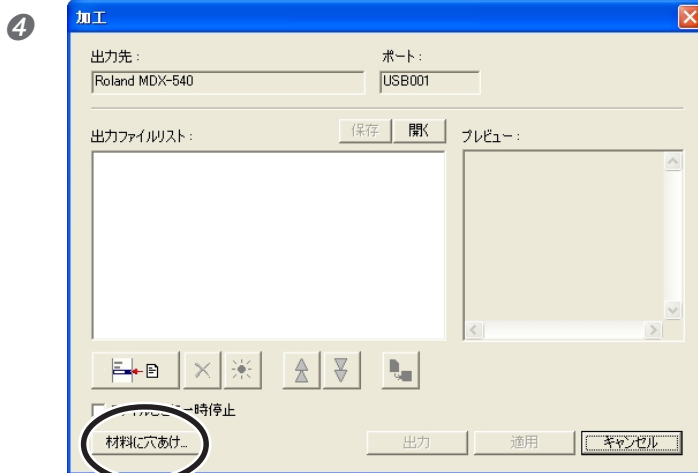 4
加工
出力先：
ポート：
Roland MDX-540
USB001
出力ファイルリスト：
保存
開く
プレビュー：
一時停止
材料に穴あけ...
出力
適用
キャンセル